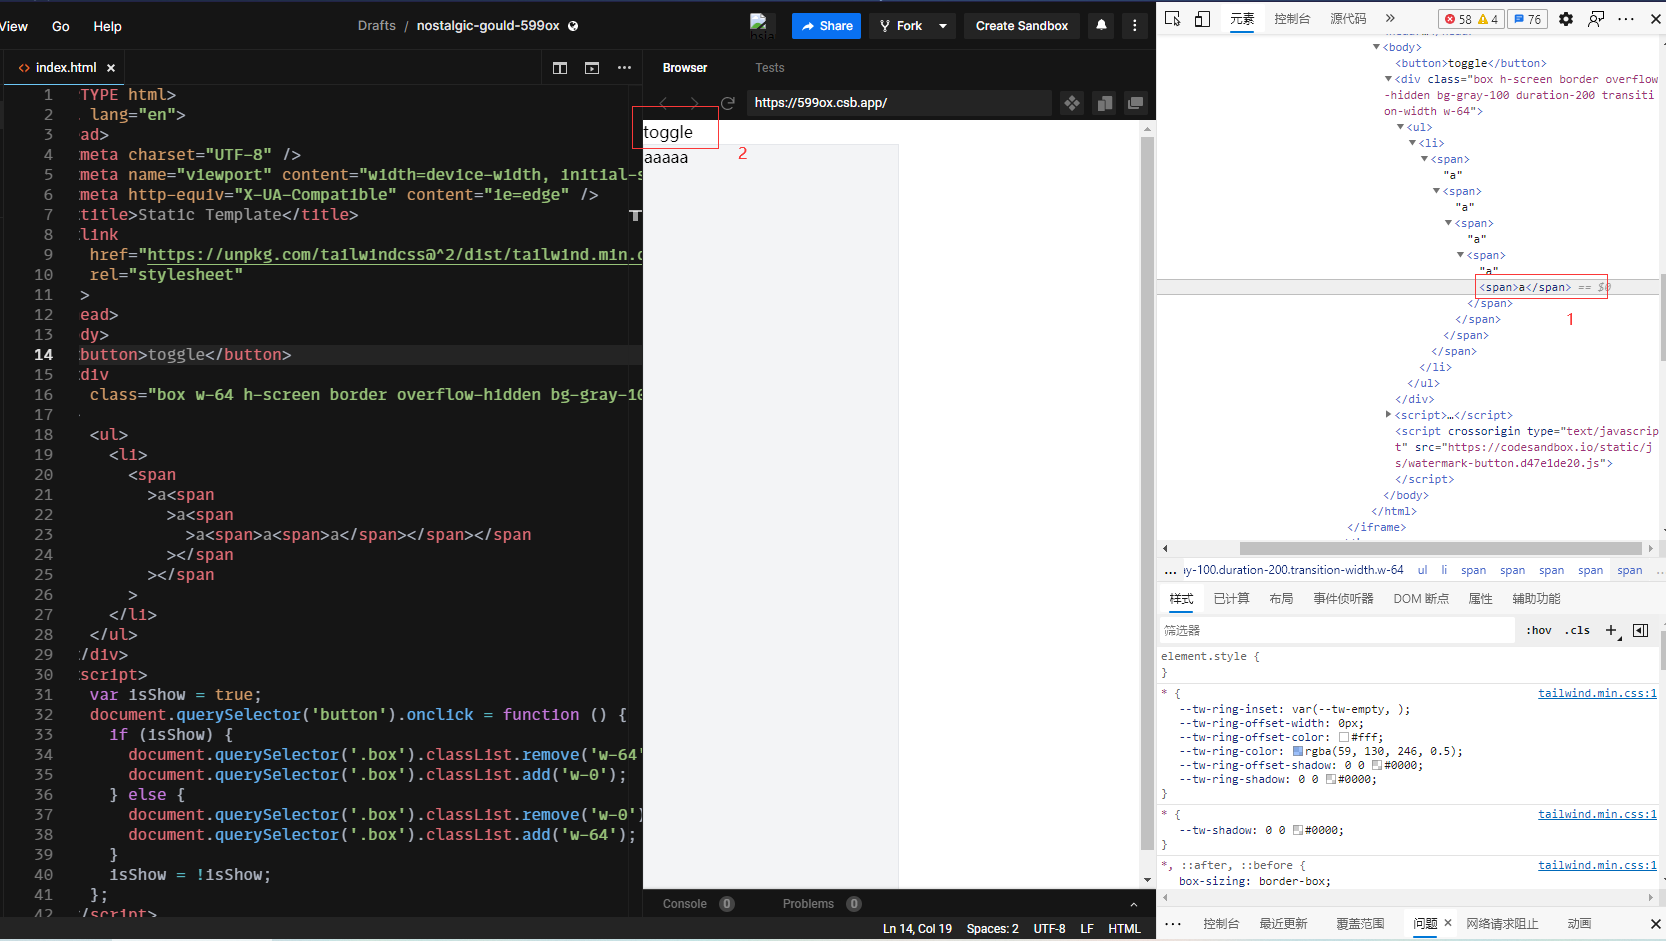 View Go Help
Drafts / nostalgic-gould-599ox
Share Fork Create Sandbox
index.html ×
1 TYPE html>
2 lang="en">
3 ad>
4 meta charset="UTF-8" />
5 meta name="viewport" content="width=device-width, initial-s
6 meta http-equiv="X-UA-Compatible" content="ie=edge" />
7 title>Static Template</title>
8 link
9 href="https://unpkg.com/tailwindcss@^2/dist/tailwind.min.c
10 rel="stylesheet"
11 >
12 ead>
13 dy>
14 button>toggle</button>
15 div
16 class="box w-64 h-screen border overflow-hidden bg-gray-10
17
18 <ul>
19 <li>
20 <span
21 >a<span
22 >a<span
23 >a<span>a<span>a</span></span></span
24 ></span
25 ></span
26 >
27 </li>
28 </ul>
29 /div>
30 script>
31 var isShow = true;
32 document.querySelector('button').onclick = function () {
33 if (isShow) {
34 document.querySelector('.box').classList.remove('w-64'
35 document.querySelector('.box').classList.add('w-0');
36 } else {
37 document.querySelector('.box').classList.remove('w-0')
38 document.querySelector('.box').classList.add('w-64');
39 }
40 isShow = !isShow;
41 };
42 /script>
Browser Tests
https://599ox.csb.app/
toggle
2
aaaaa
Console 0 Problems 0
Ln 14, Col 19 Spaces: 2 UTF-8 LF HTML
元素 控制台 源代码 » 58 4 76
<body>
<button>toggle</button>
<div class="box h-screen border overflow
-hidden bg-gray-100 duration-200 transiti
on-width w-64">
<ul>
<li>
<span>
"a"
<span>
"a"
<span>
"a"
<span>
"a"
<span>a</span> == $0
</span>
1
</span>
</span>
</span>
</li>
</ul>
</div>
<script>…</script>
<script crossorigin type="text/javascrip
t" src="https://codesandbox.io/static/j
s/watermark-button.d47e1de20.js">
</script>
</body>
</html>
</iframe>
... ay-100.duration-200.transition-width.w-64 ul li span span span span span
样式 已计算 布局 事件侦听器 DOM 断点 属性 辅助功能
筛选器 :hov .cls +
element.style {
}
* { tailwind.min.css:1
--tw-ring-inset: var(--tw-empty, );
--tw-ring-offset-width: 0px;
--tw-ring-offset-color: #fff;
--tw-ring-color: rgba(59, 130, 246, 0.5);
--tw-ring-offset-shadow: 0 0 #0000;
--tw-ring-shadow: 0 0 #0000;
}
* { tailwind.min.css:1
--tw-shadow: 0 0 #0000;
}
*, ::after, ::before { tailwind.min.css:1
box-sizing: border-box;
控制台 最近更新 覆盖范围 问题 × 网络请求阻止 动画